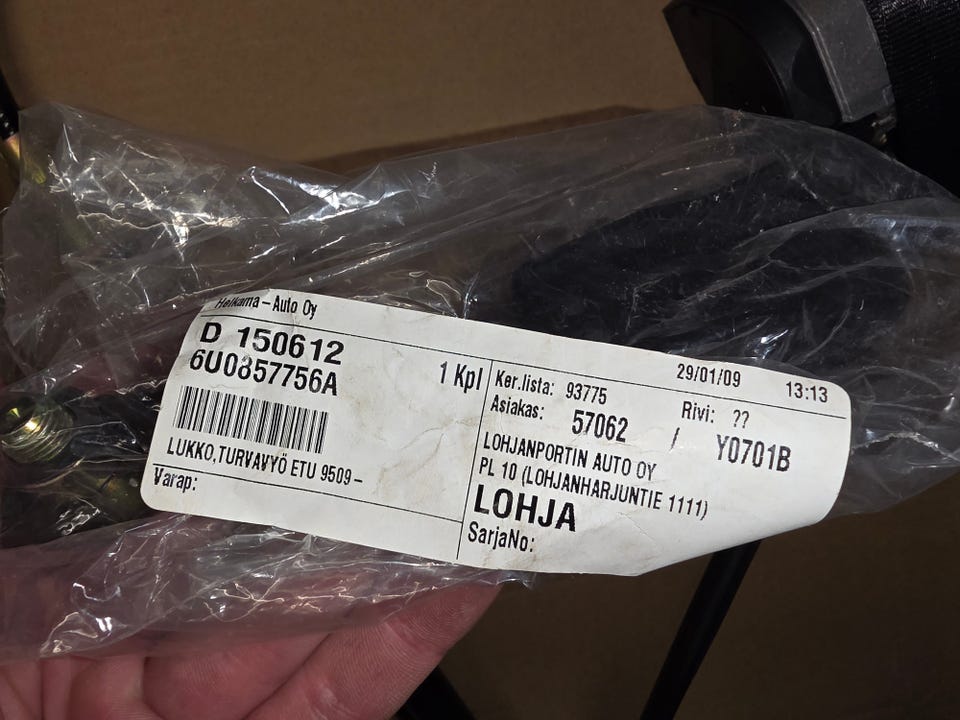 Helkama-Auto Oy
D 150612
6U0857756A
1 Kpl
LUKKO,TURVAVYÖ ETU 9509-
Varap:
29/01/09 13:13
Ker.lista: 93775 Rivi: ??
Asiakas: 57062 / Y0701B
LOHJANPORTIN AUTO OY
PL 10 (LOHJANHARJUNTIE 1111)
LOHJA
SarjaNo: